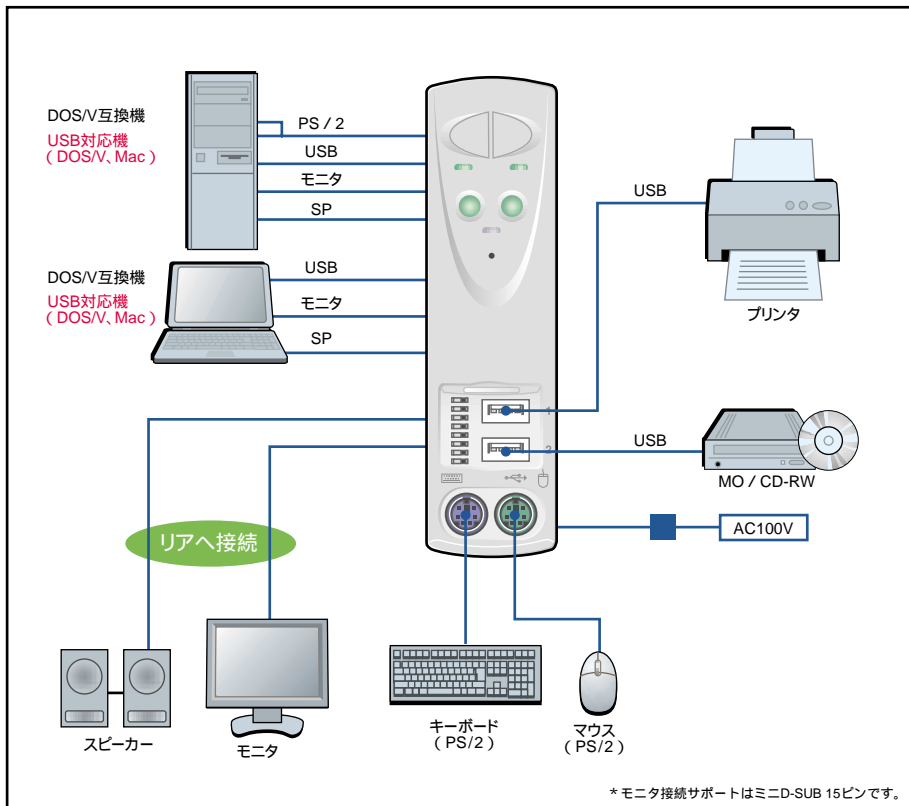 DOS/V互換機
USB対応機
( DOS/V、Mac )
PS / 2
USB
モニタ
SP
DOS/V互換機
USB対応機
( DOS/V、Mac )
USB
モニタ
SP
USB
プリンタ
1
USB
2
MO / CD-RW
AC100V
リアへ接続
スピーカー
モニタ
キーボード
( PS/2 )
マウス
( PS/2 )
* モニタ接続サポートはミニD-SUB 15ピンです。